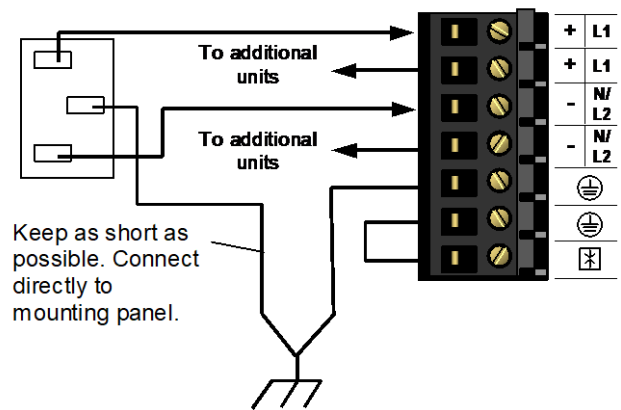 To additional
units
To additional
units
Keep as short as
possible. Connect
directly to
mounting panel.
+ L1
+ L1
- N/
L2
- N/
L2